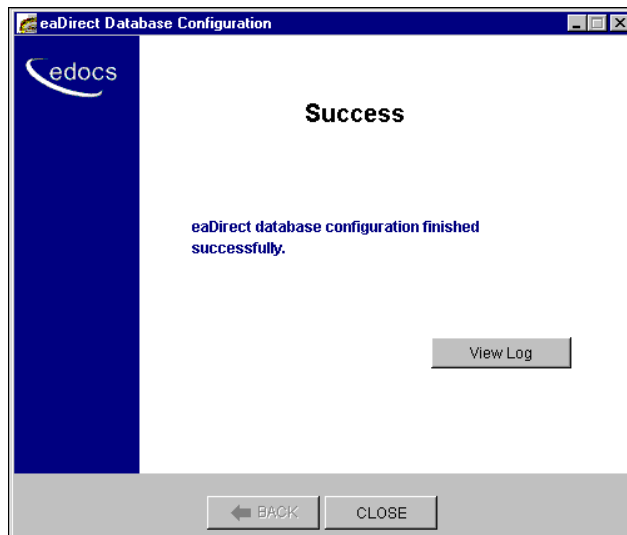 eaDirect Database Configuration
edocs
Success
eaDirect database configuration finished
successfully.
View Log
BACK
CLOSE